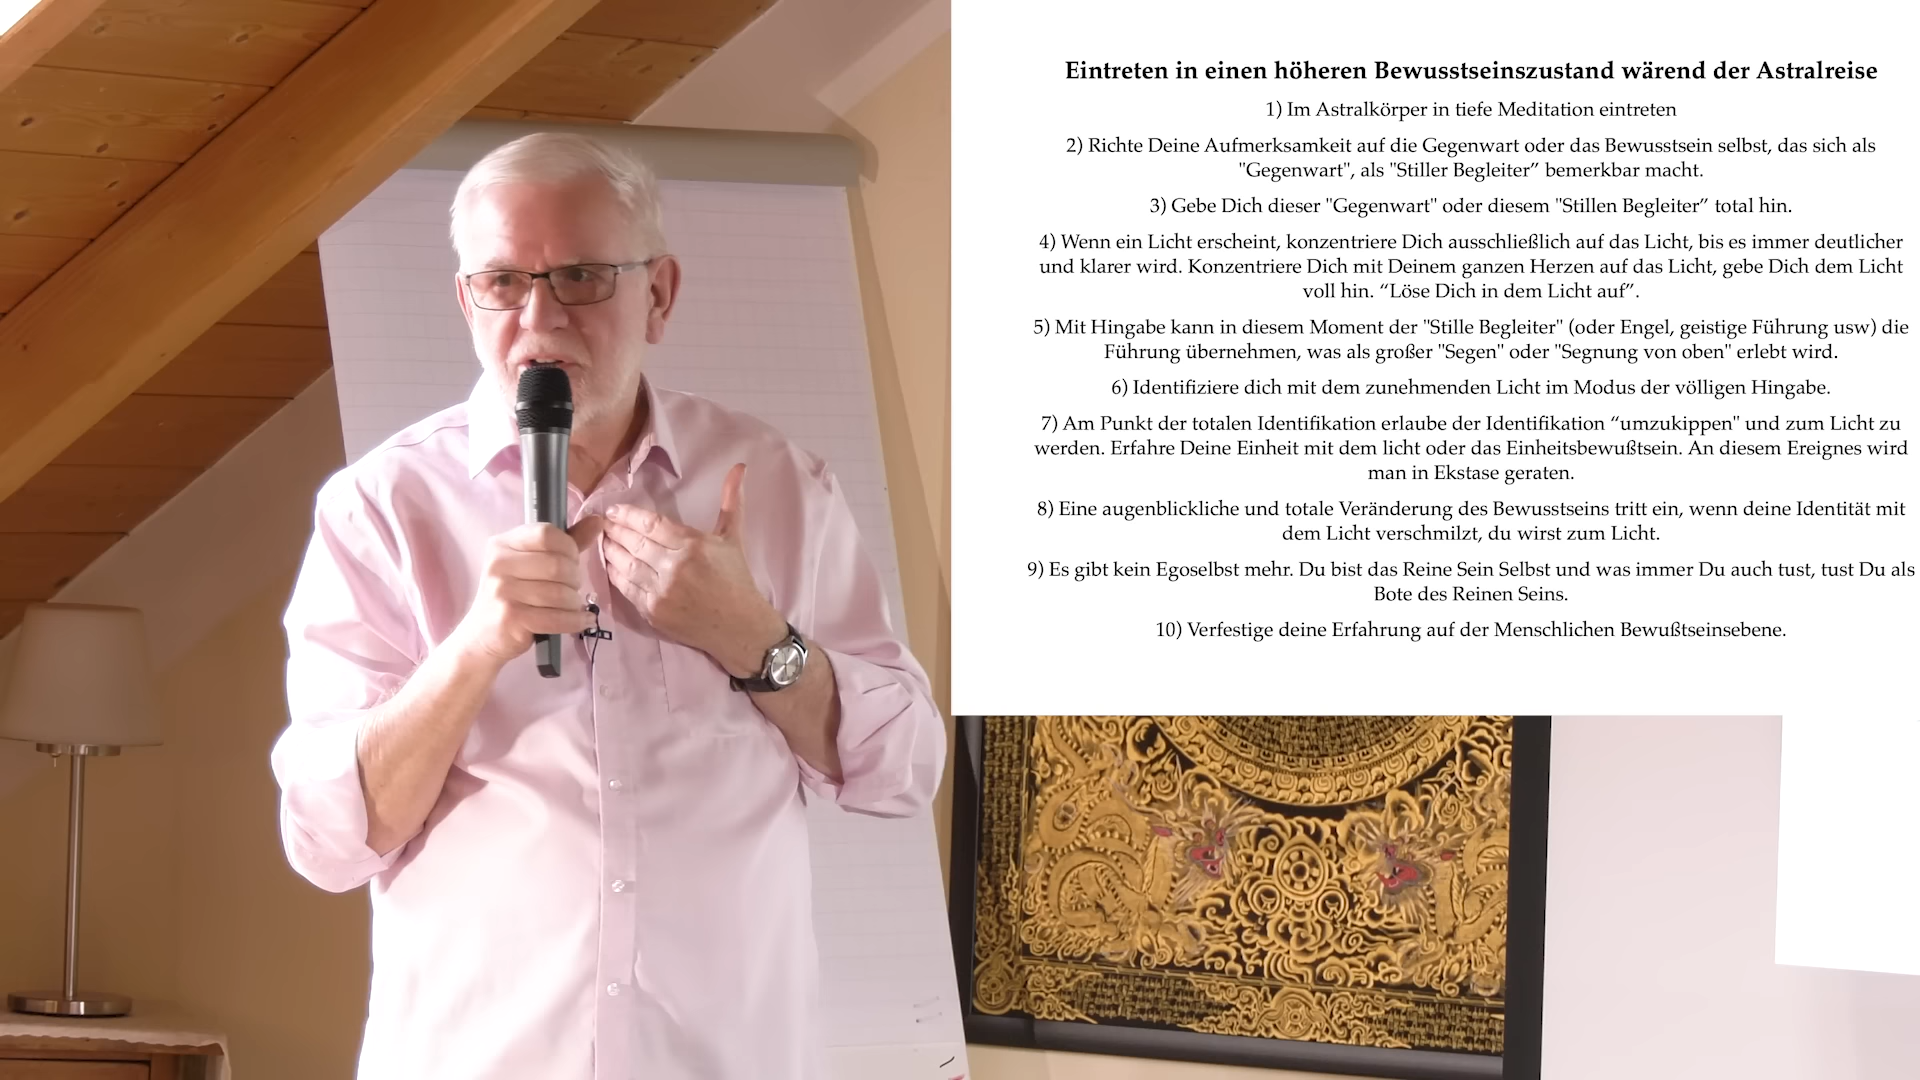 Eintreten in einen höheren Bewusstseinszustand wärend der Astralreise
1) Im Astralkörper in tiefe Meditation eintreten
2) Richte Deine Aufmerksamkeit auf die Gegenwart oder das Bewusstsein selbst, das sich als
"Gegenwart", als "Stiller Begleiter” bemerkbar macht.
3) Gebe Dich dieser "Gegenwart" oder diesem "Stillen Begleiter” total hin.
4) Wenn ein Licht erscheint, konzentriere Dich ausschließlich auf das Licht, bis es immer deutlicher
und klarer wird. Konzentriere Dich mit Deinem ganzen Herzen auf das Licht, gebe Dich dem Licht
voll hin. “Löse Dich in dem Licht auf”.
5) Mit Hingabe kann in diesem Moment der "Stille Begleiter" (oder Engel, geistige Führung usw) die
Führung übernehmen, was als großer "Segen" oder "Segnung von oben" erlebt wird.
6) Identifiziere dich mit dem zunehmenden Licht im Modus der völligen Hingabe.
7) Am Punkt der totalen Identifikation erlaube der Identifikation “umzukippen" und zum Licht zu
werden. Erfahre Deine Einheit mit dem licht oder das Einheitsbewußtsein. An diesem Ereignes wird
man in Ekstase geraten.
8) Eine augenblickliche und totale Veränderung des Bewusstseins tritt ein, wenn deine Identität mit
dem Licht verschmilzt, du wirst zum Licht.
9) Es gibt kein Egoselbst mehr. Du bist das Reine Sein Selbst und was immer Du auch tust, tust Du als
Bote des Reinen Seins.
10) Verfestige deine Erfahrung auf der Menschlichen Bewußtseinsebene.